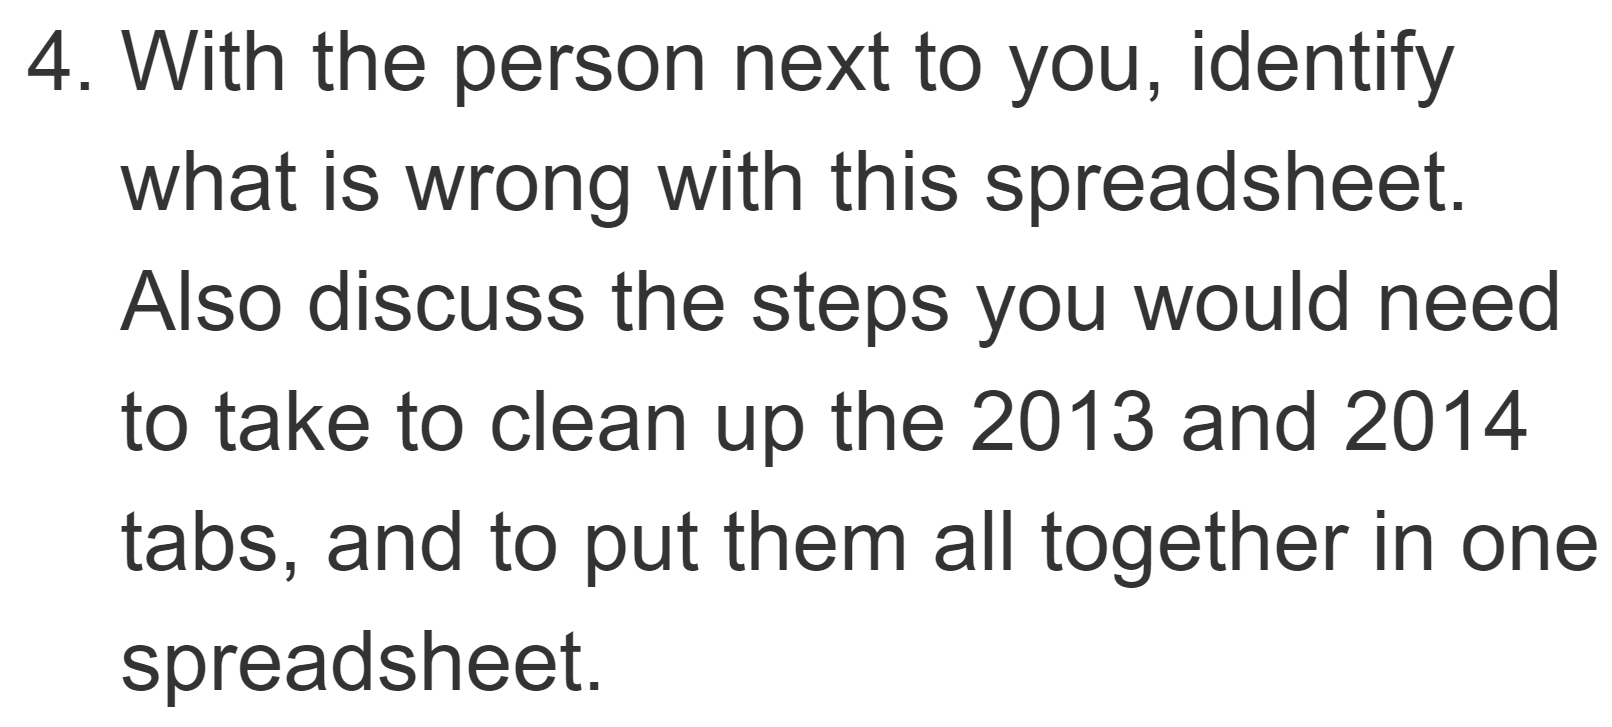 4. With the person next to you, identify
what is wrong with this spreadsheet.
Also discuss the steps you would need
to take to clean up the 2013 and 2014
tabs, and to put them all together in one
spreadsheet.